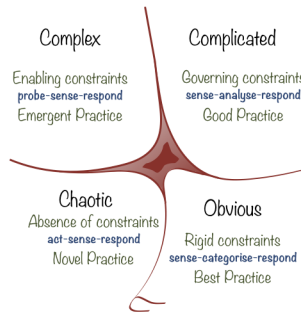 Complex
Enabling constraints
probe-sense-respond
Emergent Practice
Complicated
Governing constraints
sense-analyse-respond
Good Practice
Chaotic
Absence of constraints
act-sense-respond
Novel Practice
Obvious
Rigid constraints
sense-categorise-respond
Best Practice